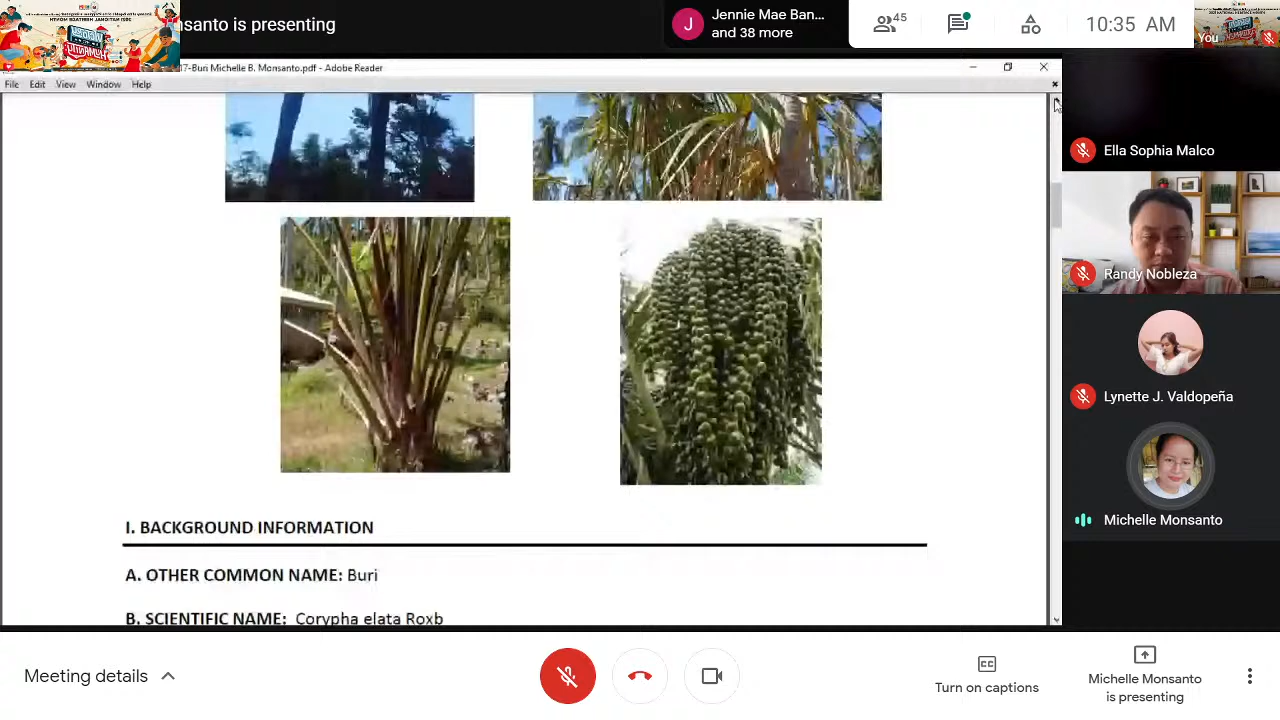 nsanto is presenting
Jennie Mae Ban...
and 38 more
45
10:35 AM
You
17-Buri Michelle B. Monsanto.pdf - Adobe Reader
File Edit View Window Help
I. BACKGROUND INFORMATION
A. OTHER COMMON NAME: Buri
B. SCIENTIFIC NAME: Corypha elata Roxb
J
Ella Sophia Malco
Randy Nobleza
Lynette J. Valdopeña
Michelle Monsanto
Meeting details
Turn on captions
Michelle Monsanto
is presenting